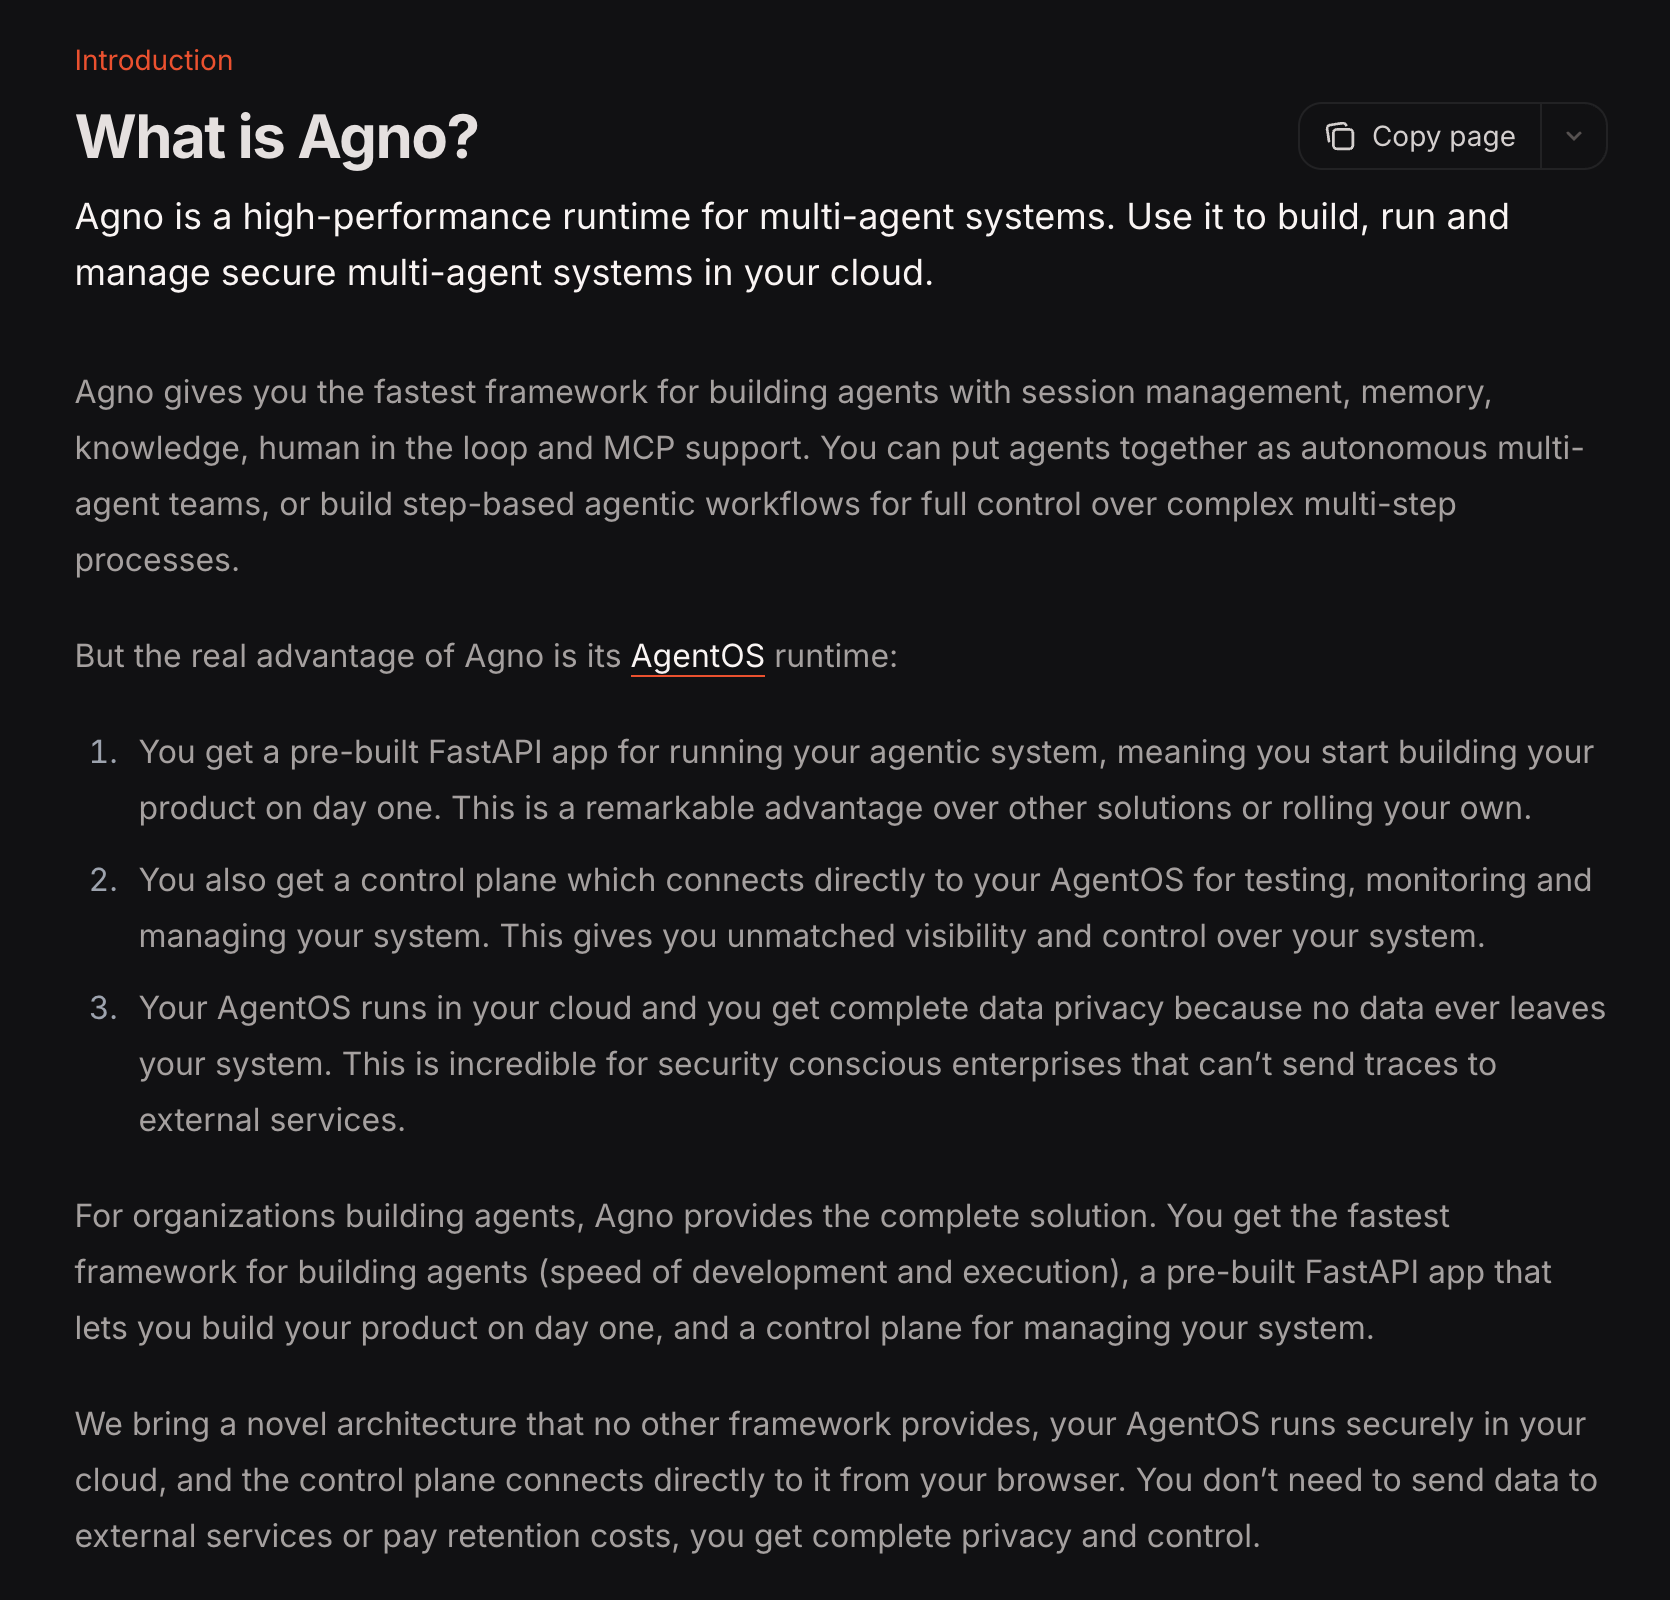 Introduction
What is Agno?
Copy page
Agno is a high-performance runtime for multi-agent systems. Use it to build, run and
manage secure multi-agent systems in your cloud.
Agno gives you the fastest framework for building agents with session management, memory,
knowledge, human in the loop and MCP support. You can put agents together as autonomous multi-
agent teams, or build step-based agentic workflows for full control over complex multi-step
processes.
But the real advantage of Agno is its AgentOS runtime:
1. You get a pre-built FastAPI app for running your agentic system, meaning you start building your
product on day one. This is a remarkable advantage over other solutions or rolling your own.
2. You also get a control plane which connects directly to your AgentOS for testing, monitoring and
managing your system. This gives you unmatched visibility and control over your system.
3. Your AgentOS runs in your cloud and you get complete data privacy because no data ever leaves
your system. This is incredible for security conscious enterprises that can’t send traces to
external services.
For organizations building agents, Agno provides the complete solution. You get the fastest
framework for building agents (speed of development and execution), a pre-built FastAPI app that
lets you build your product on day one, and a control plane for managing your system.
We bring a novel architecture that no other framework provides, your AgentOS runs securely in your
cloud, and the control plane connects directly to it from your browser. You don’t need to send data to
external services or pay retention costs, you get complete privacy and control.